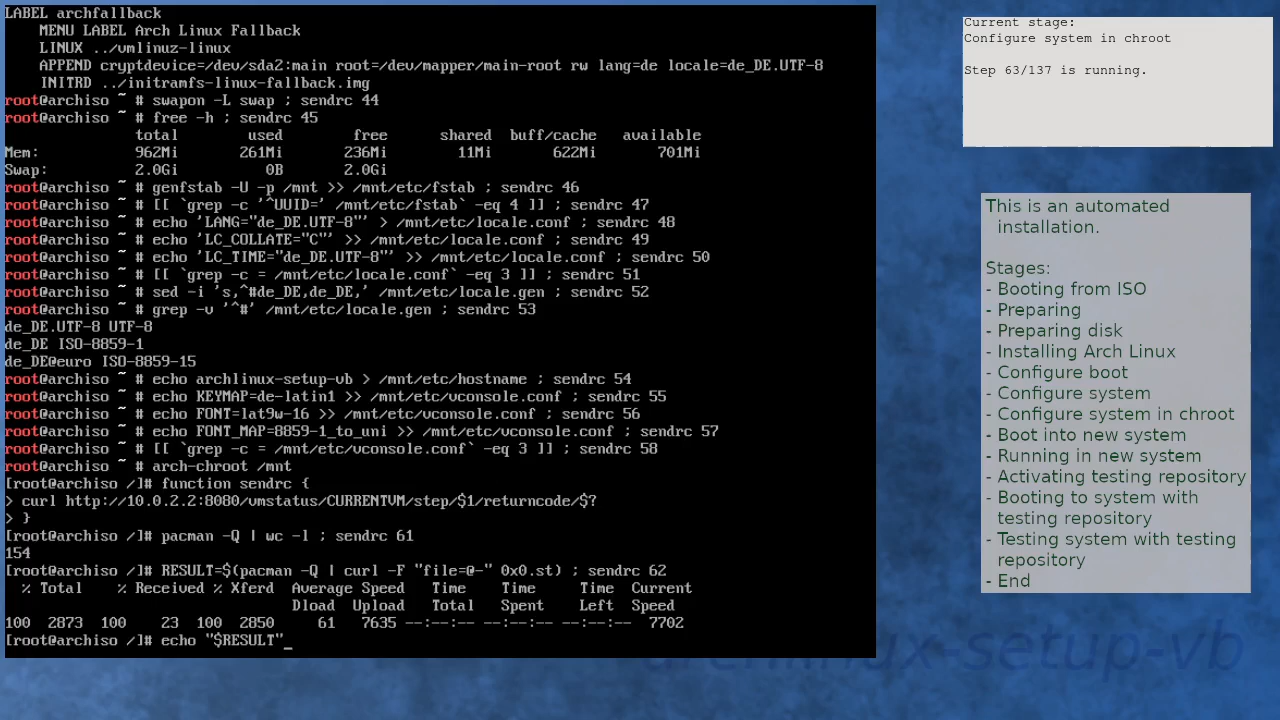 LABEL archfallback
    MENU LABEL Arch Linux Fallback
    LINUX ../vmlinuz-linux
    APPEND cryptdevice=/dev/sda2:main root=/dev/mapper/main-root rw lang=de locale=de_DE.UTF-8
    INITRD ../initramfs-linux-fallback.img
root@archiso ~ # swapon -L swap ; sendrc 44
root@archiso ~ # free -h ; sendrc 45
               total        used        free      shared  buff/cache   available
Mem:           962Mi       261Mi       236Mi        11Mi       622Mi       701Mi
Swap:          2.0Gi          0B       2.0Gi
root@archiso ~ # genfstab -U -p /mnt >> /mnt/etc/fstab ; sendrc 46
root@archiso ~ # [[ `grep -c '^UUID=' /mnt/etc/fstab` -eq 4 ]] ; sendrc 47
root@archiso ~ # echo 'LANG="de_DE.UTF-8"' > /mnt/etc/locale.conf ; sendrc 48
root@archiso ~ # echo 'LC_COLLATE="C"' >> /mnt/etc/locale.conf ; sendrc 49
root@archiso ~ # echo 'LC_TIME="de_DE.UTF-8"' >> /mnt/etc/locale.conf ; sendrc 50
root@archiso ~ # [[ `grep -c = /mnt/etc/locale.conf` -eq 3 ]] ; sendrc 51
root@archiso ~ # sed -i 's,^#de_DE,de_DE,' /mnt/etc/locale.gen ; sendrc 52
root@archiso ~ # grep -v '^#' /mnt/etc/locale.gen ; sendrc 53
de_DE.UTF-8 UTF-8
de_DE ISO-8859-1
de_DE@euro ISO-8859-15
root@archiso ~ # echo archlinux-setup-vb > /mnt/etc/hostname ; sendrc 54
root@archiso ~ # echo KEYMAP=de-latin1 >> /mnt/etc/vconsole.conf ; sendrc 55
root@archiso ~ # echo FONT=lat9w-16 >> /mnt/etc/vconsole.conf ; sendrc 56
root@archiso ~ # echo FONT_MAP=8859-1_to_uni >> /mnt/etc/vconsole.conf ; sendrc 57
root@archiso ~ # [[ `grep -c = /mnt/etc/vconsole.conf` -eq 3 ]] ; sendrc 58
root@archiso ~ # arch-chroot /mnt
[root@archiso /]# function sendrc {
> curl http://10.0.2.2:8080/vmstatus/CURRENTVM/step/$1/returncode/$?
> }
[root@archiso /]# pacman -Q | wc -l ; sendrc 61
154
[root@archiso /]# RESULT=$(pacman -Q | curl -F "file=@-" 0x0.st) ; sendrc 62
  % Total    % Received % Xferd  Average Speed   Time    Time     Time  Current
                                 Dload  Upload   Total   Spent    Left  Speed
100  2873  100    23  100  2850     61   7635 --:--:-- --:--:-- --:--:--  7702
[root@archiso /]# echo "$RESULT"_
Current stage:
Configure system in chroot
Step 63/137 is running.
This is an automated
installation.
Stages:
- Booting from ISO
- Preparing
- Preparing disk
- Installing Arch Linux
- Configure boot
- Configure system
- Configure system in chroot
- Boot into new system
- Running in new system
- Activating testing repository
- Booting to system with
testing repository
- Testing system with testing
repository
- End
archlinux-setup-vb